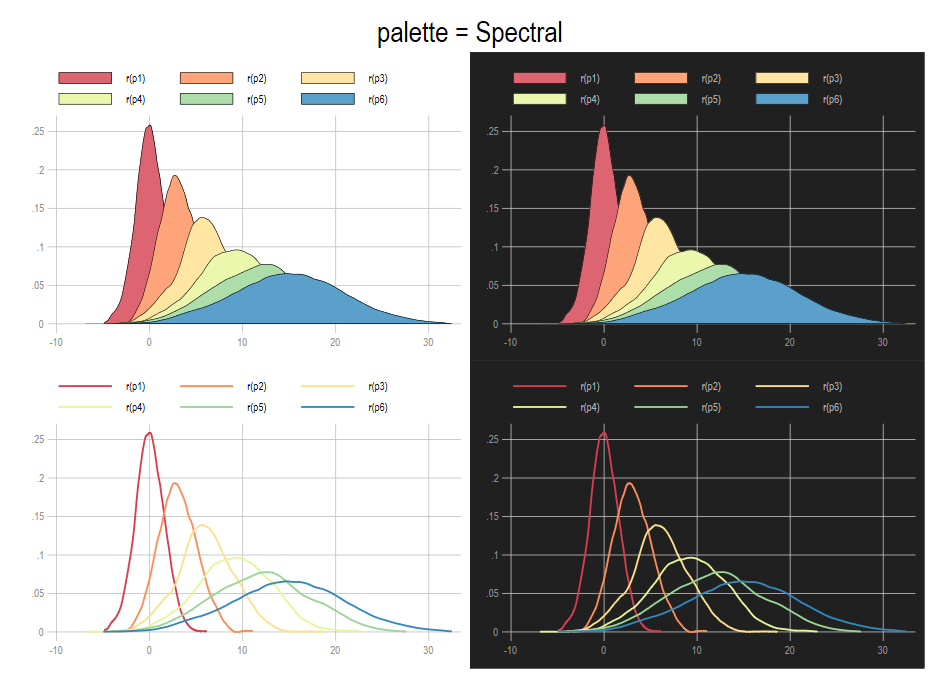 palette = Spectral
r(p1) r(p2) r(p3)
r(p4) r(p5) r(p6)
.25
.2
.15
.1
.05
0
-10 0 10 20 30
r(p1) r(p2) r(p3)
r(p4) r(p5) r(p6)
.25
.2
.15
.1
.05
0
-10 0 10 20 30
r(p1) r(p2) r(p3)
r(p4) r(p5) r(p6)
.25
.2
.15
.1
.05
0
-10 0 10 20 30
r(p1) r(p2) r(p3)
r(p4) r(p5) r(p6)
.25
.2
.15
.1
.05
0
-10 0 10 20 30